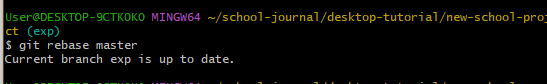 User@DESKTOP-9CTKOKO MINGW64 ~/school-journal/desktop-tutorial/new-school-proj
ct (exp)
$ git rebase master
Current branch exp is up to date.